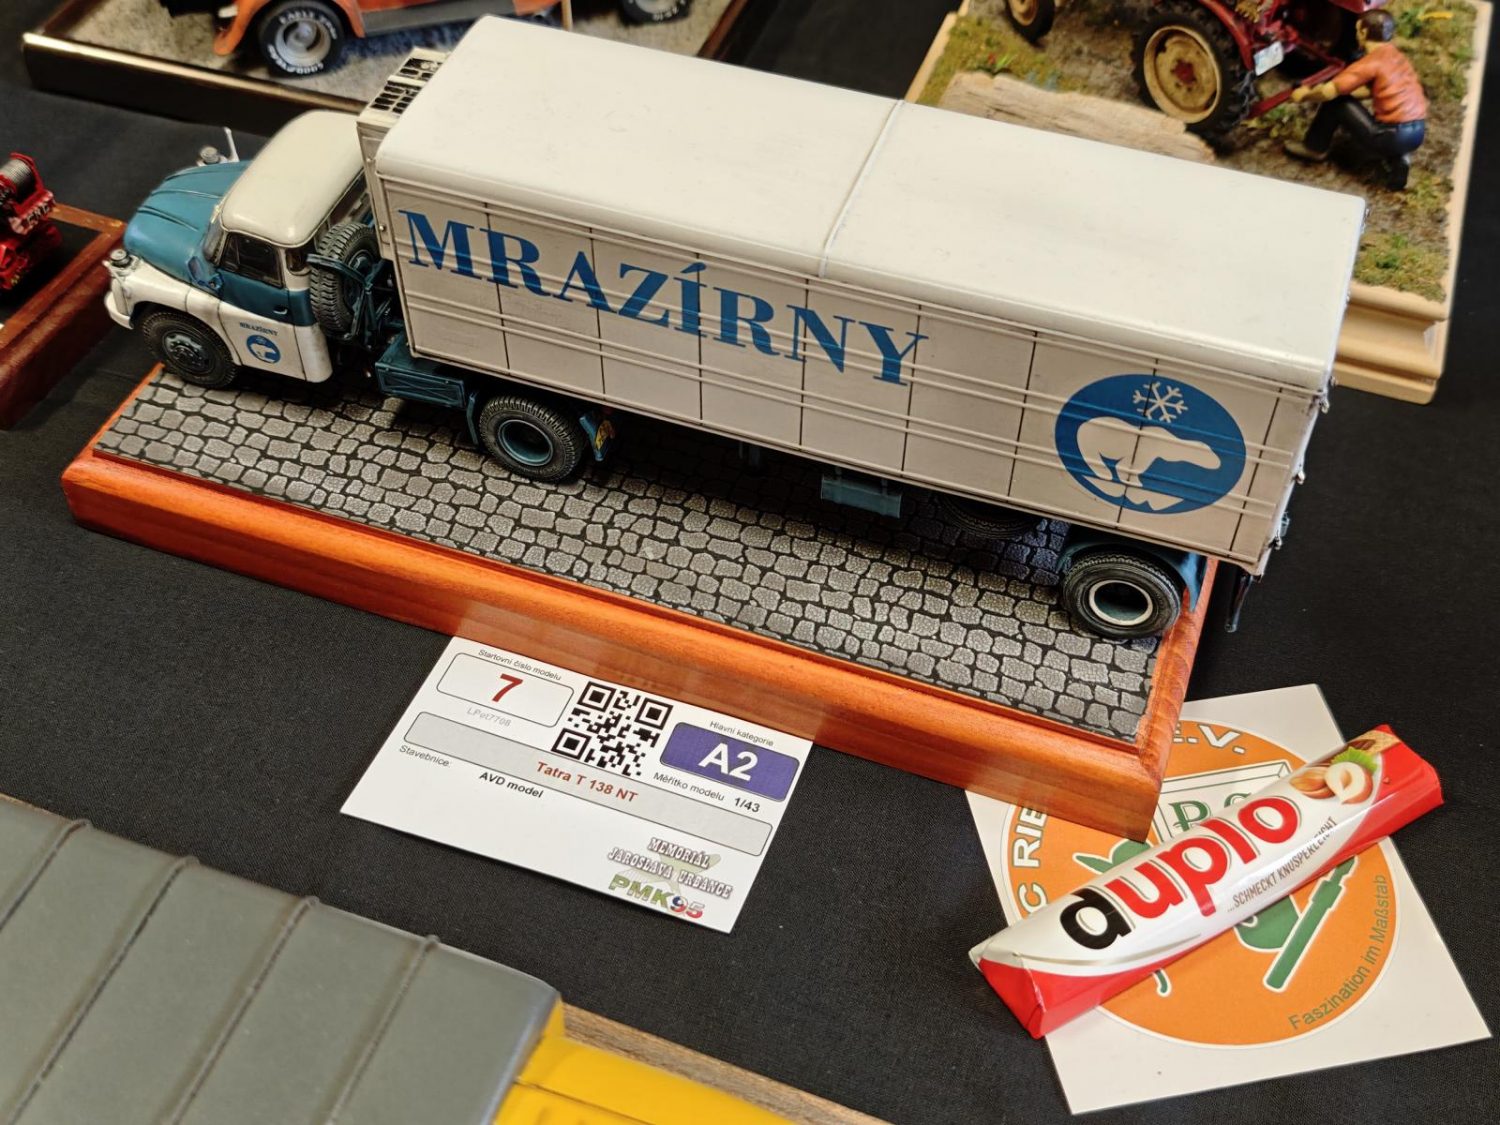 MRAZÍRNY
MRAZÍRNY
Startovní číslo modelu
7
LPet7708
Hlavní kategorie
A2
Stavebnice:
Tatra T 138 NT
AVD model
Měřítko modelu 1/43
MEMORIÁL
JAROSLAVA URBANCE
PMK95
E.V.
C RIE
duplo
...SCHMECKT KNUSPERLEICHT
Faszination im Maßstab